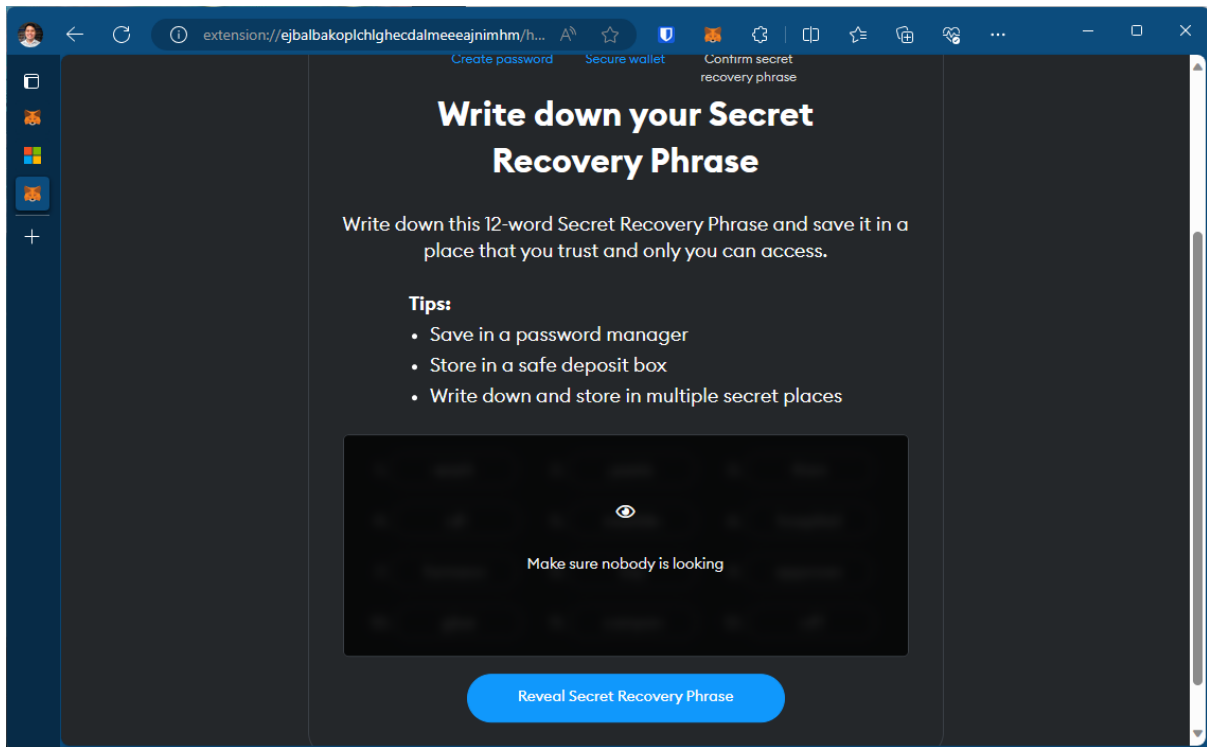 extension://ejbalbakoplchlghecdalmeeeajnimhm/h...
Create password
Secure wallet
Confirm secret
recovery phrase
Write down your Secret
Recovery Phrase
Write down this 12-word Secret Recovery Phrase and save it in a
place that you trust and only you can access.
Tips:
• Save in a password manager
• Store in a safe deposit box
• Write down and store in multiple secret places
Make sure nobody is looking
Reveal Secret Recovery Phrase